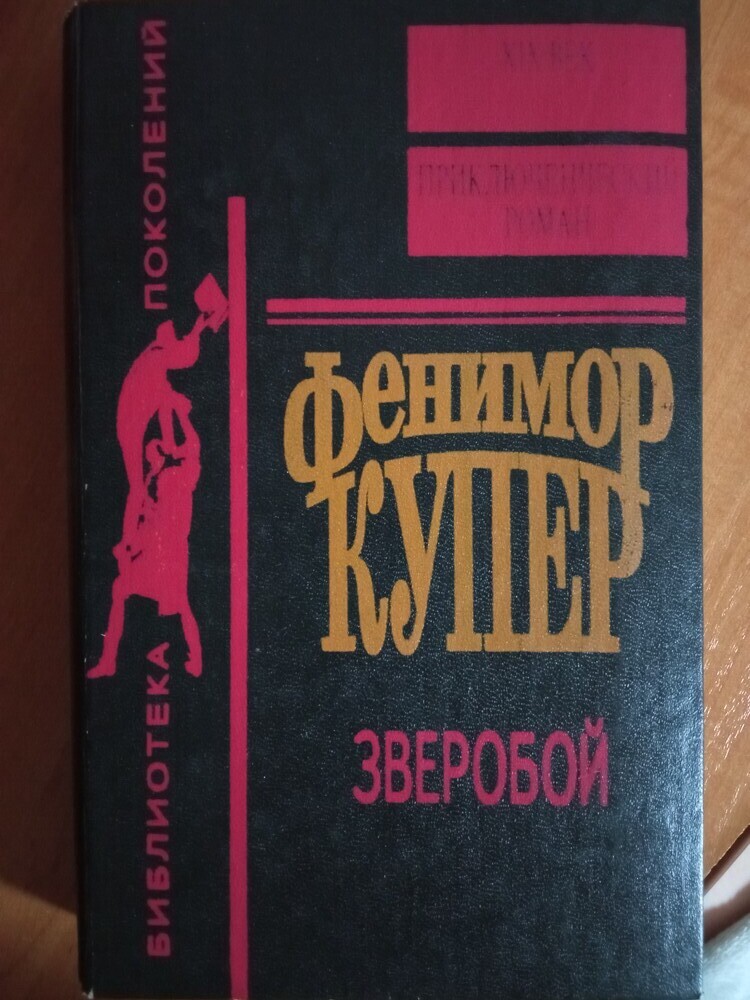 XIX ВЕК
ПРИКЛЮЧЕНЧЕСКИЙ
РОМАН
ФЕНИМОР
КУПЕР
ЗВЕРОБОЙ
БИБЛИОТЕКА ПОКОЛЕНИЙ